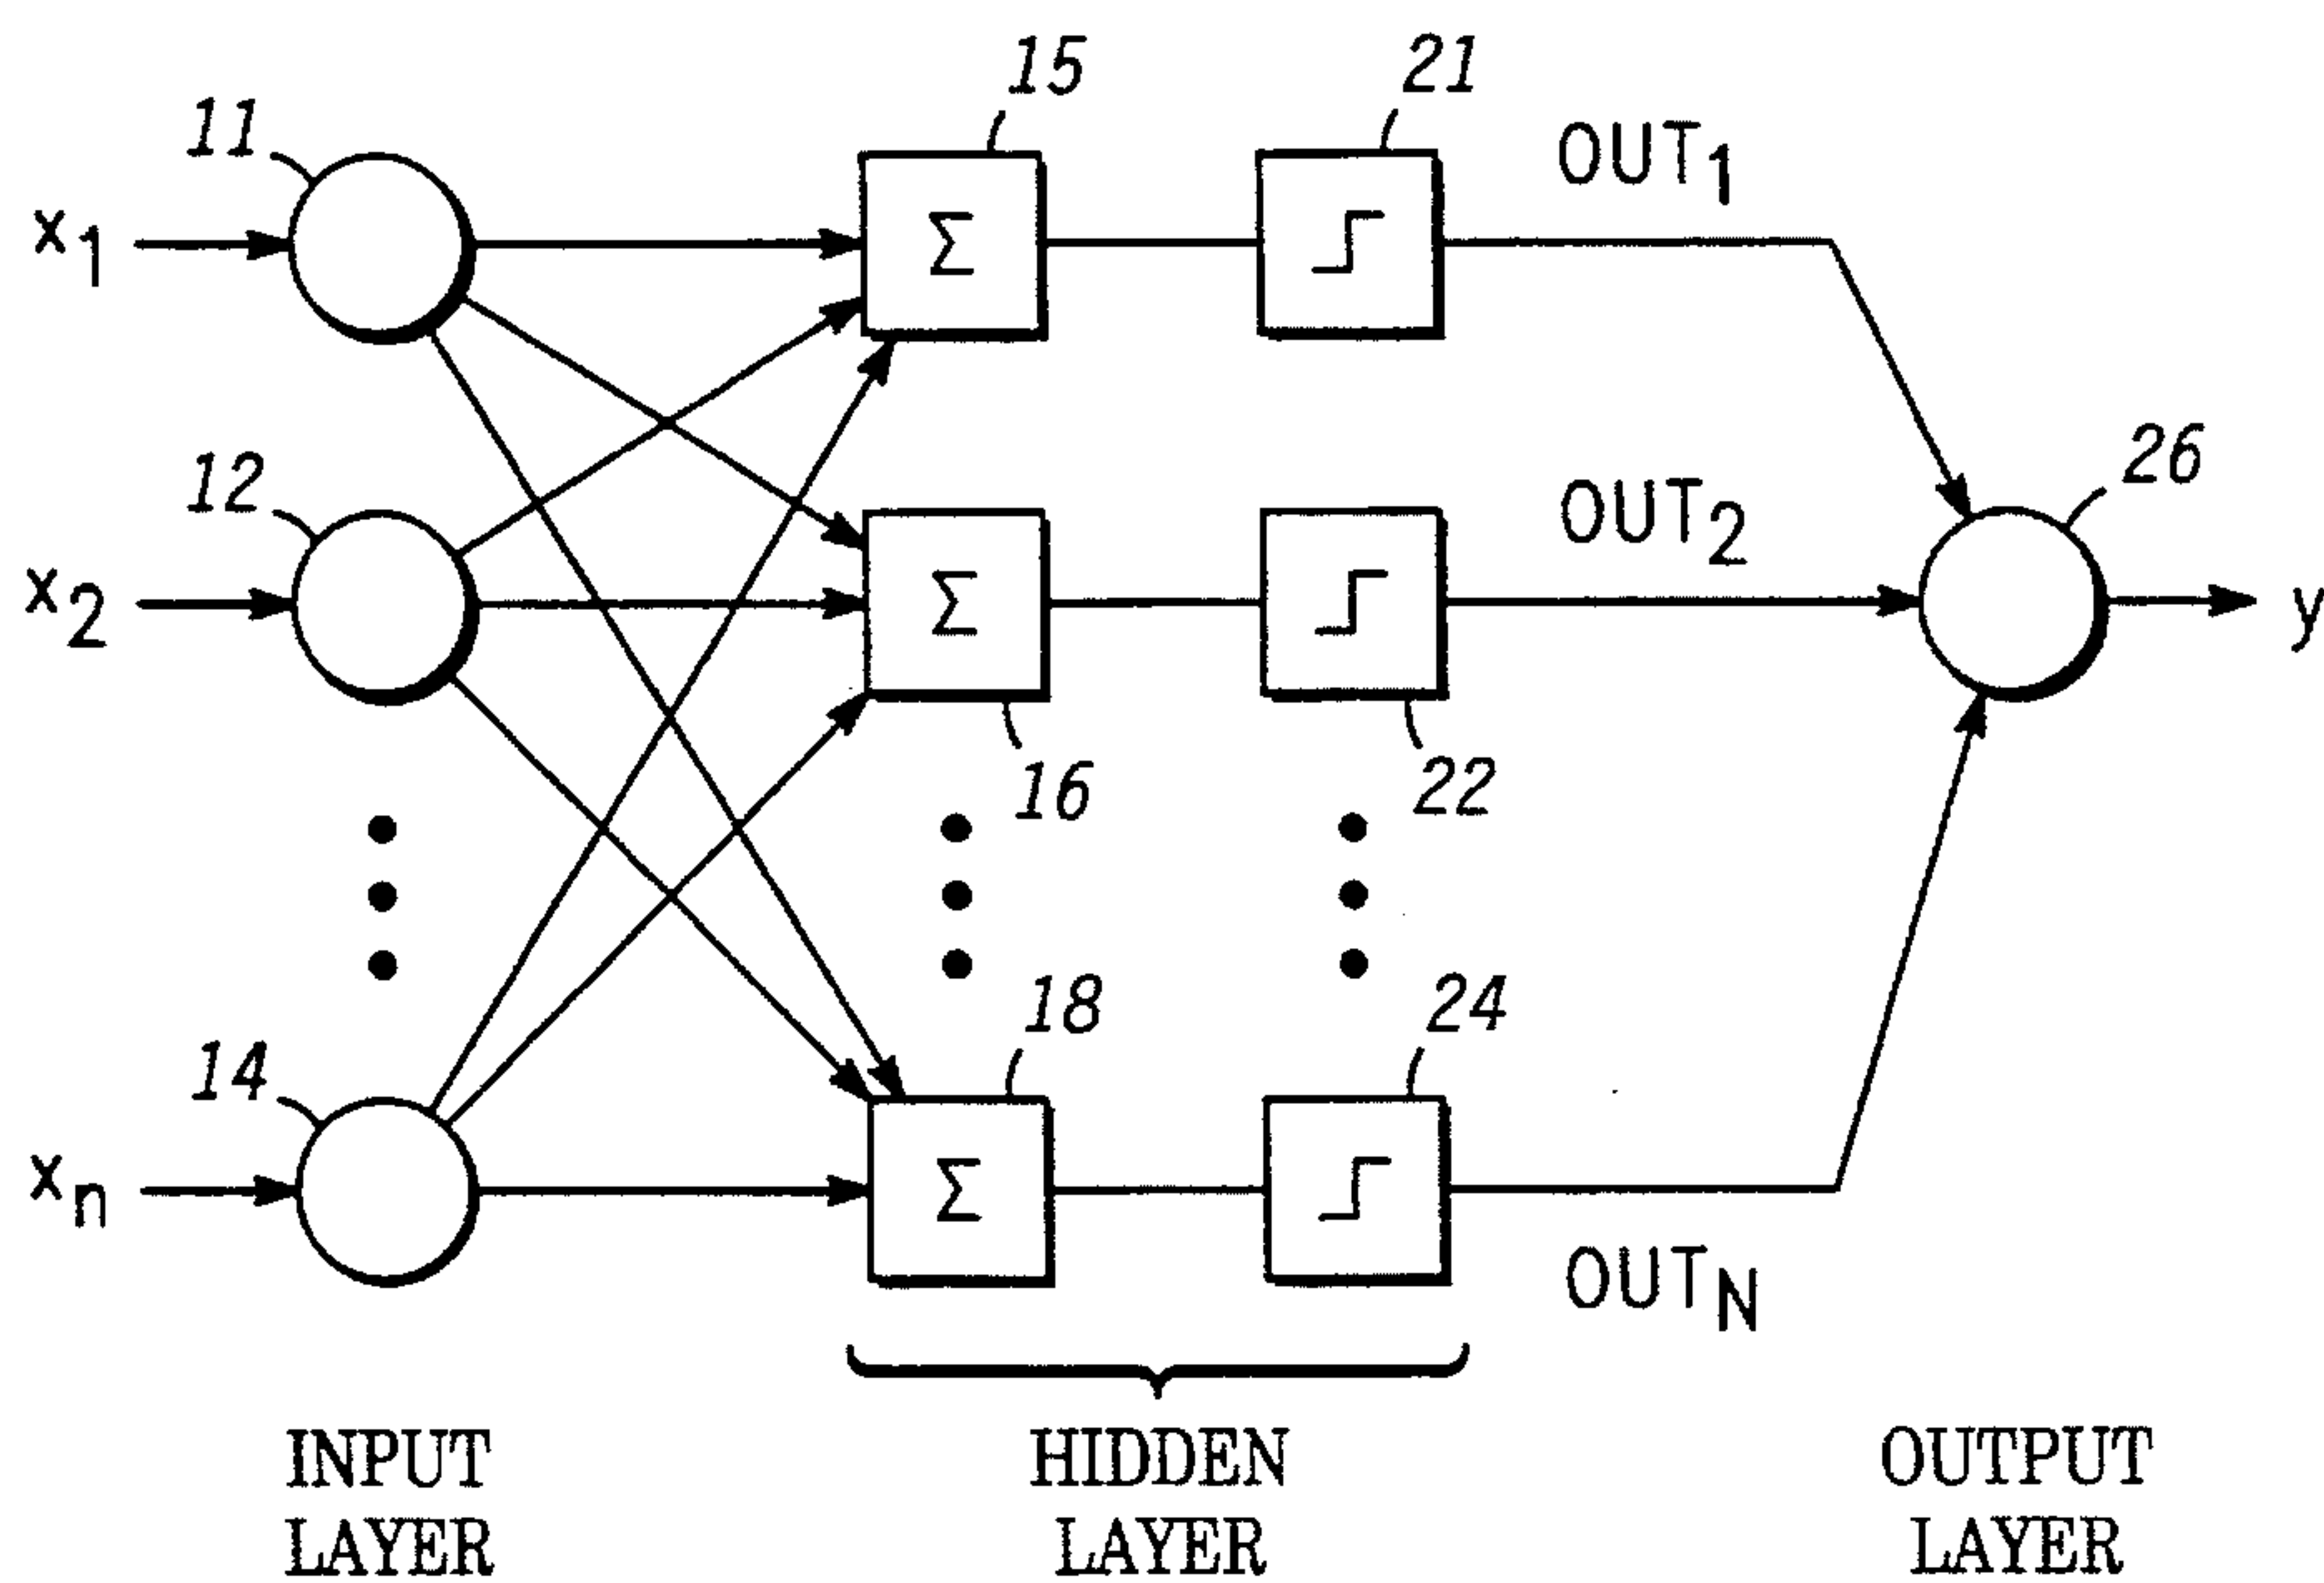 15
21
11
OUT1
x1
Σ
12
OUT2
26
x2
Σ
y
16
22
18
24
14
xn
Σ
OUTN
INPUT LAYER
HIDDEN LAYER
OUTPUT LAYER